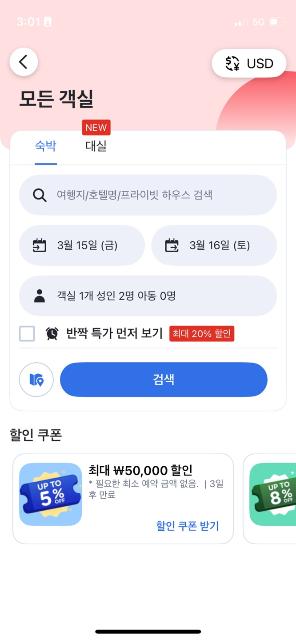 3:01
5G
USD
모든 객실
NEW
숙박
대실
여행지/호텔명/프라이빗 하우스 검색
3월 15일 (금)
3월 16일 (토)
객실 1개 성인 2명 아동 0명
반짝 특가 먼저 보기 최대 20% 할인
검색
할인 쿠폰
UP TO
5% OFF
최대 ₩50,000 할인
* 필요한 최소 예약 금액 없음. | 3일
후 만료
할인 쿠폰 받기
UP TO
8% OFF